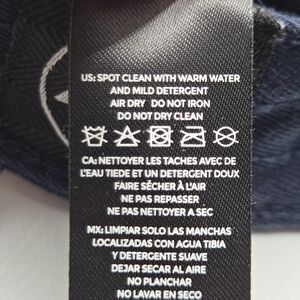 US: SPOT CLEAN WITH WARM WATER
AND MILD DETERGENT
AIR DRY   DO NOT IRON
DO NOT DRY CLEAN
CA: NETTOYER LES TACHES AVEC DE
L'EAU TIEDE ET UN DETERGENT DOUX
FAIRE SÉCHER À L'AIR
NE PAS REPASSER
NE PAS NETTOYER A SEC
MX: LIMPIAR SOLO LAS MANCHAS
LOCALIZADAS CON AGUA TIBIA
Y DETERGENTE SUAVE
DEJAR SECAR AL AIRE
NO PLANCHAR
NO LAVAR EN SECO